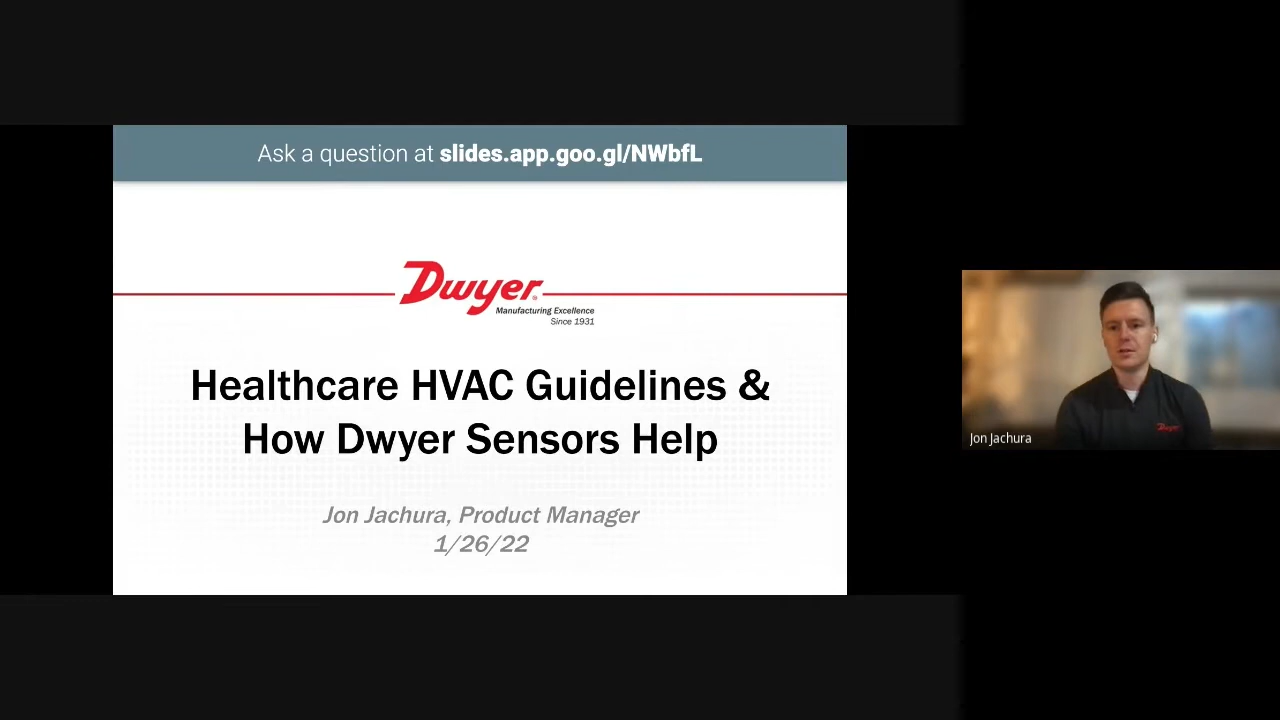 Ask a question at slides.app.goo.gl/NWbfL
Dwyer®
Manufacturing Excellence
Since 1931
Healthcare HVAC Guidelines &
How Dwyer Sensors Help
Jon Jachura, Product Manager
1/26/22
Dwyer
Jon Jachura